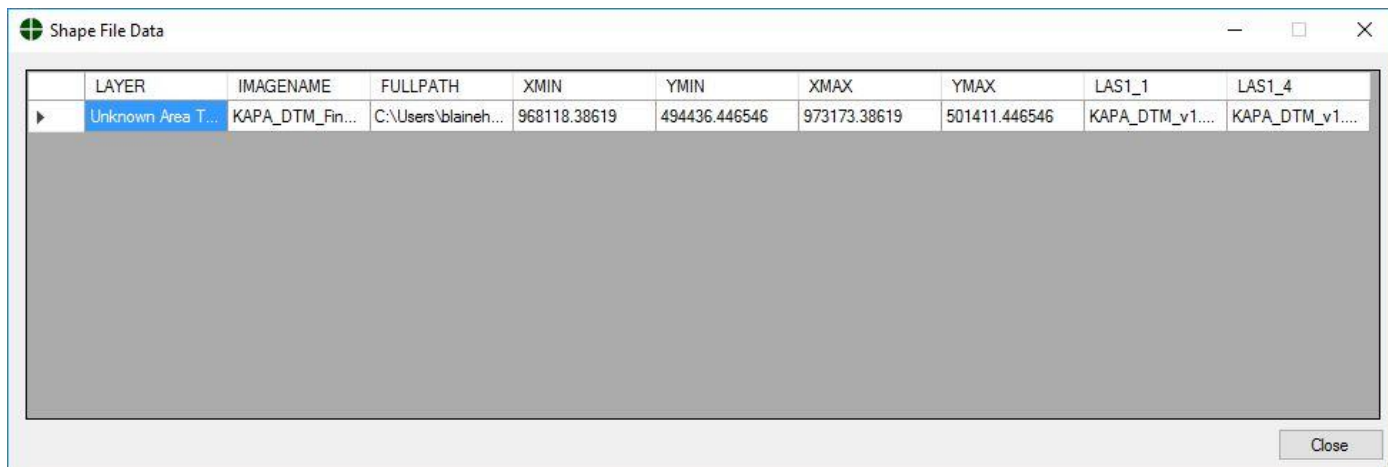 Shape File Data
LAYER IMAGENAME FULLPATH XMIN YMIN XMAX YMAX LAS1_1 LAS1_4
Unknown Area T... KAPA_DTM_Fin... C:\Users\blaineh... 968118.38619 494436.446546 973173.38619 501411.446546 KAPA_DTM_v1.... KAPA_DTM_v1....
Close